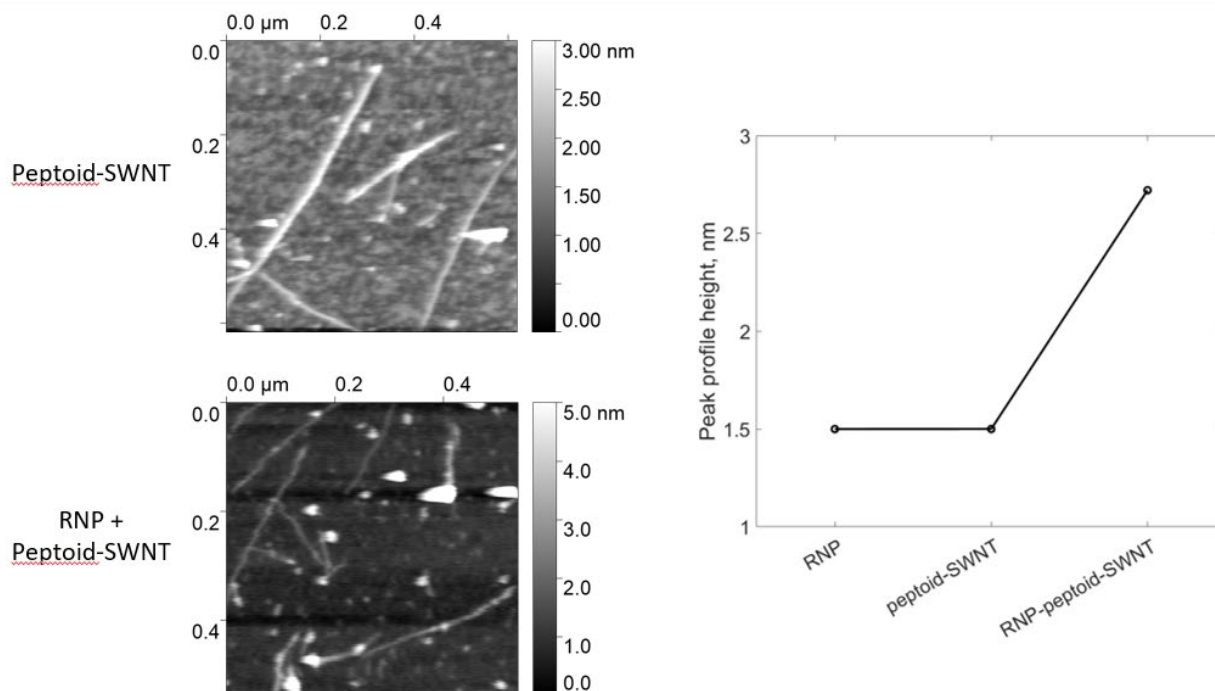 0.0 µm 0.2 0.4
0.0
0.2
0.4
3.00 nm
2.50
2.00
1.50
1.00
0.00
Peptoid-SWNT
0.0 µm 0.2 0.4
0.0
0.2
0.4
5.0 nm
4.0
3.0
2.0
1.0
0.0
RNP +
Peptoid-SWNT
Peak profile height, nm
3
2.5
2
1.5
1
RNP
peptoid-SWNT
RNP-peptoid-SWNT